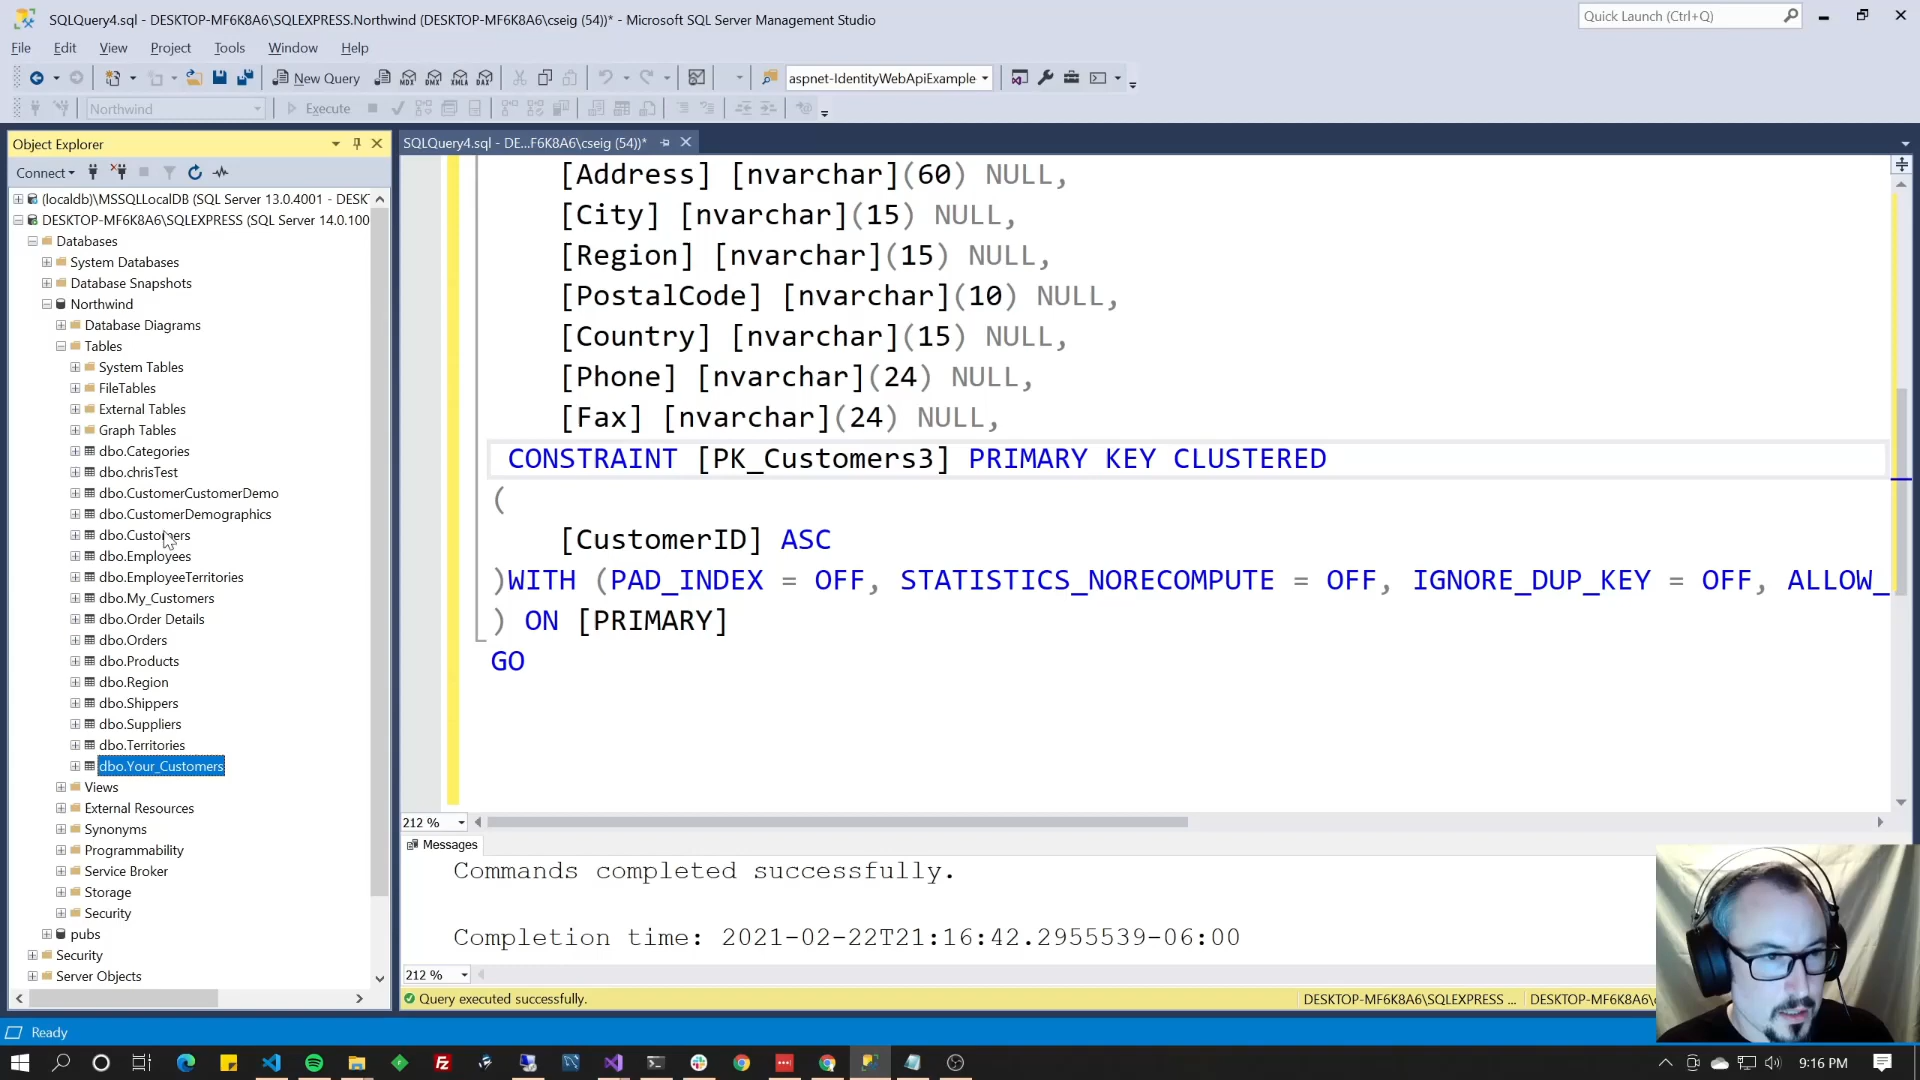 SQLQuery4.sql - DESKTOP-MF6K8A6\SQLEXPRESS.Northwind (DESKTOP-MF6K8A6\cseig (54))* - Microsoft SQL Server Management Studio
Quick Launch (Ctrl+Q)
File Edit View Project Tools Window Help
New Query
MDX DMX XMLA DAX
aspnet-IdentityWebApiExample
Northwind
Execute
Object Explorer
SQLQuery4.sql - DE...F6K8A6\cseig (54))*
Connect
(localdb)\MSSQLLocalDB (SQL Server 13.0.4001 - DESK
DESKTOP-MF6K8A6\SQLEXPRESS (SQL Server 14.0.100
Databases
System Databases
Database Snapshots
Northwind
Database Diagrams
Tables
System Tables
FileTables
External Tables
Graph Tables
dbo.Categories
dbo.chrisTest
dbo.CustomerCustomerDemo
dbo.CustomerDemographics
dbo.Customers
dbo.Employees
dbo.EmployeeTerritories
dbo.My_Customers
dbo.Order Details
dbo.Orders
dbo.Products
dbo.Region
dbo.Shippers
dbo.Suppliers
dbo.Territories
dbo.Your_Customers
Views
External Resources
Synonyms
Programmability
Service Broker
Storage
Security
pubs
Security
Server Objects
[Address] [nvarchar](60) NULL,
[City] [nvarchar](15) NULL,
[Region] [nvarchar](15) NULL,
[PostalCode] [nvarchar](10) NULL,
[Country] [nvarchar](15) NULL,
[Phone] [nvarchar](24) NULL,
[Fax] [nvarchar](24) NULL,
CONSTRAINT [PK_Customers3] PRIMARY KEY CLUSTERED
(
[CustomerID] ASC
)WITH (PAD_INDEX = OFF, STATISTICS_NORECOMPUTE = OFF, IGNORE_DUP_KEY = OFF, ALLOW_
) ON [PRIMARY]
GO
212 %
Messages
Commands completed successfully.
Completion time: 2021-02-22T21:16:42.2955539-06:00
212 %
Query executed successfully.
DESKTOP-MF6K8A6\SQLEXPRESS ...
DESKTOP-MF6K8A6\
Ready
9:16 PM